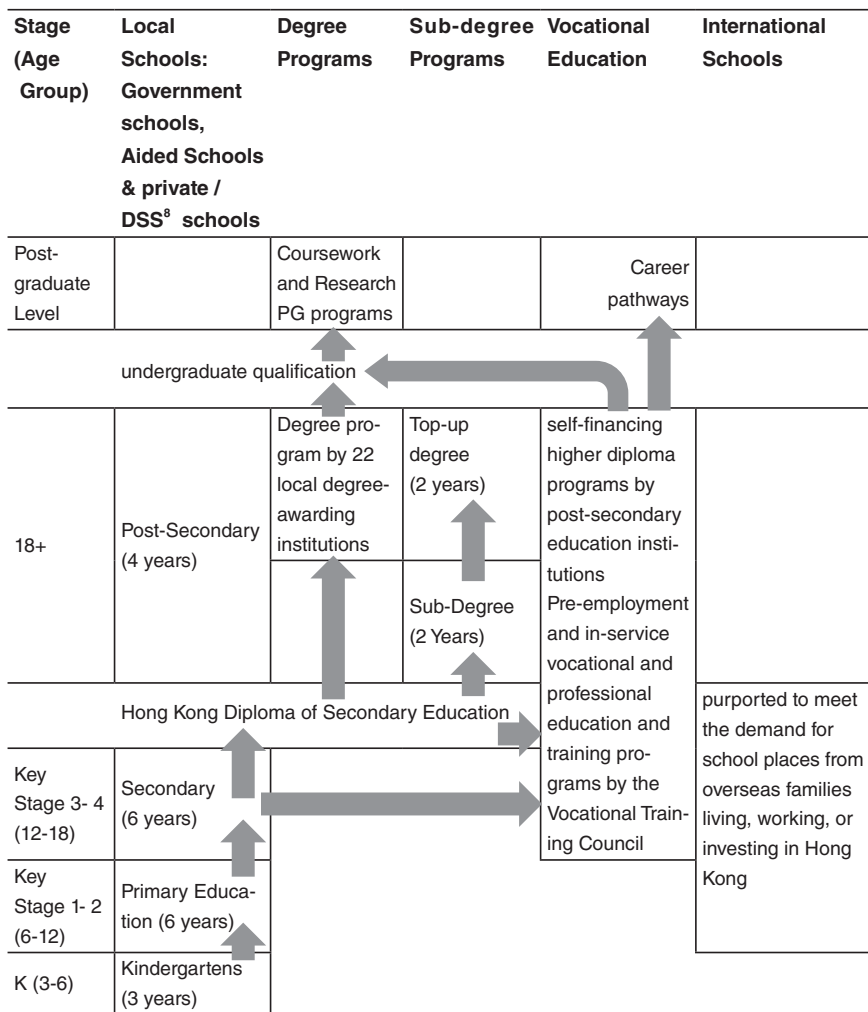 Stage
(Age
Group)
Local
Schools:
Government
schools,
Aided Schools
& private /
DSS8 schools
Degree
Programs
Sub-degree
Programs
Vocational
Education
International
Schools
Post-
graduate
Level
Coursework
and Research
PG programs
Career
pathways
undergraduate qualification
18+
Post-Secondary
(4 years)
Degree pro-
gram by 22
local degree-
awarding
institutions
Top-up
degree
(2 years)
Sub-Degree
(2 Years)
self-financing
higher diploma
programs by
post-secondary
education insti-
tutions
Pre-employment
and in-service
vocational and
professional
education and
training pro-
grams by the
Vocational Train-
ing Council
Hong Kong Diploma of Secondary Education
purported to meet
the demand for
school places from
overseas families
living, working, or
investing in Hong
Kong
Key
Stage 3- 4
(12-18)
Secondary
(6 years)
Key
Stage 1- 2
(6-12)
Primary Educa-
tion (6 years)
K (3-6)
Kindergartens
(3 years)